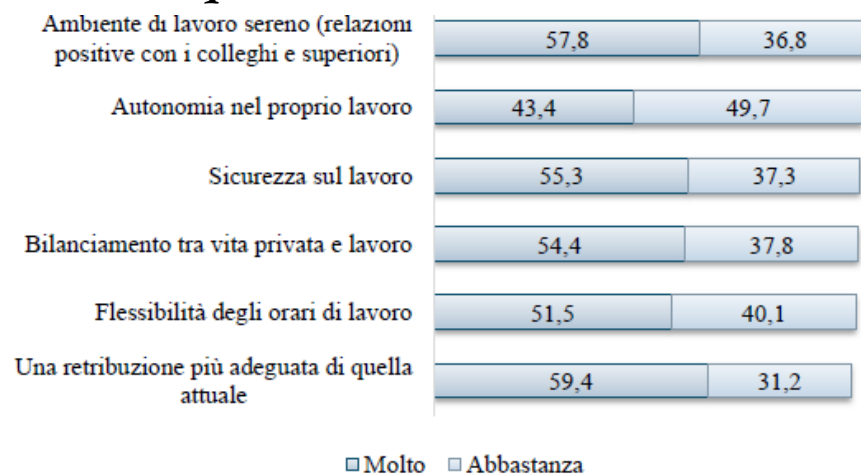 Ambiente di lavoro sereno (relazioni
positive con i colleghi e superiori)
57,8 36,8
Autonomia nel proprio lavoro
43,4 49,7
Sicurezza sul lavoro
55,3 37,3
Bilanciamento tra vita privata e lavoro
54,4 37,8
Flessibilità degli orari di lavoro
51,5 40,1
Una retribuzione più adeguata di quella
attuale
59,4 31,2
Molto Abbastanza